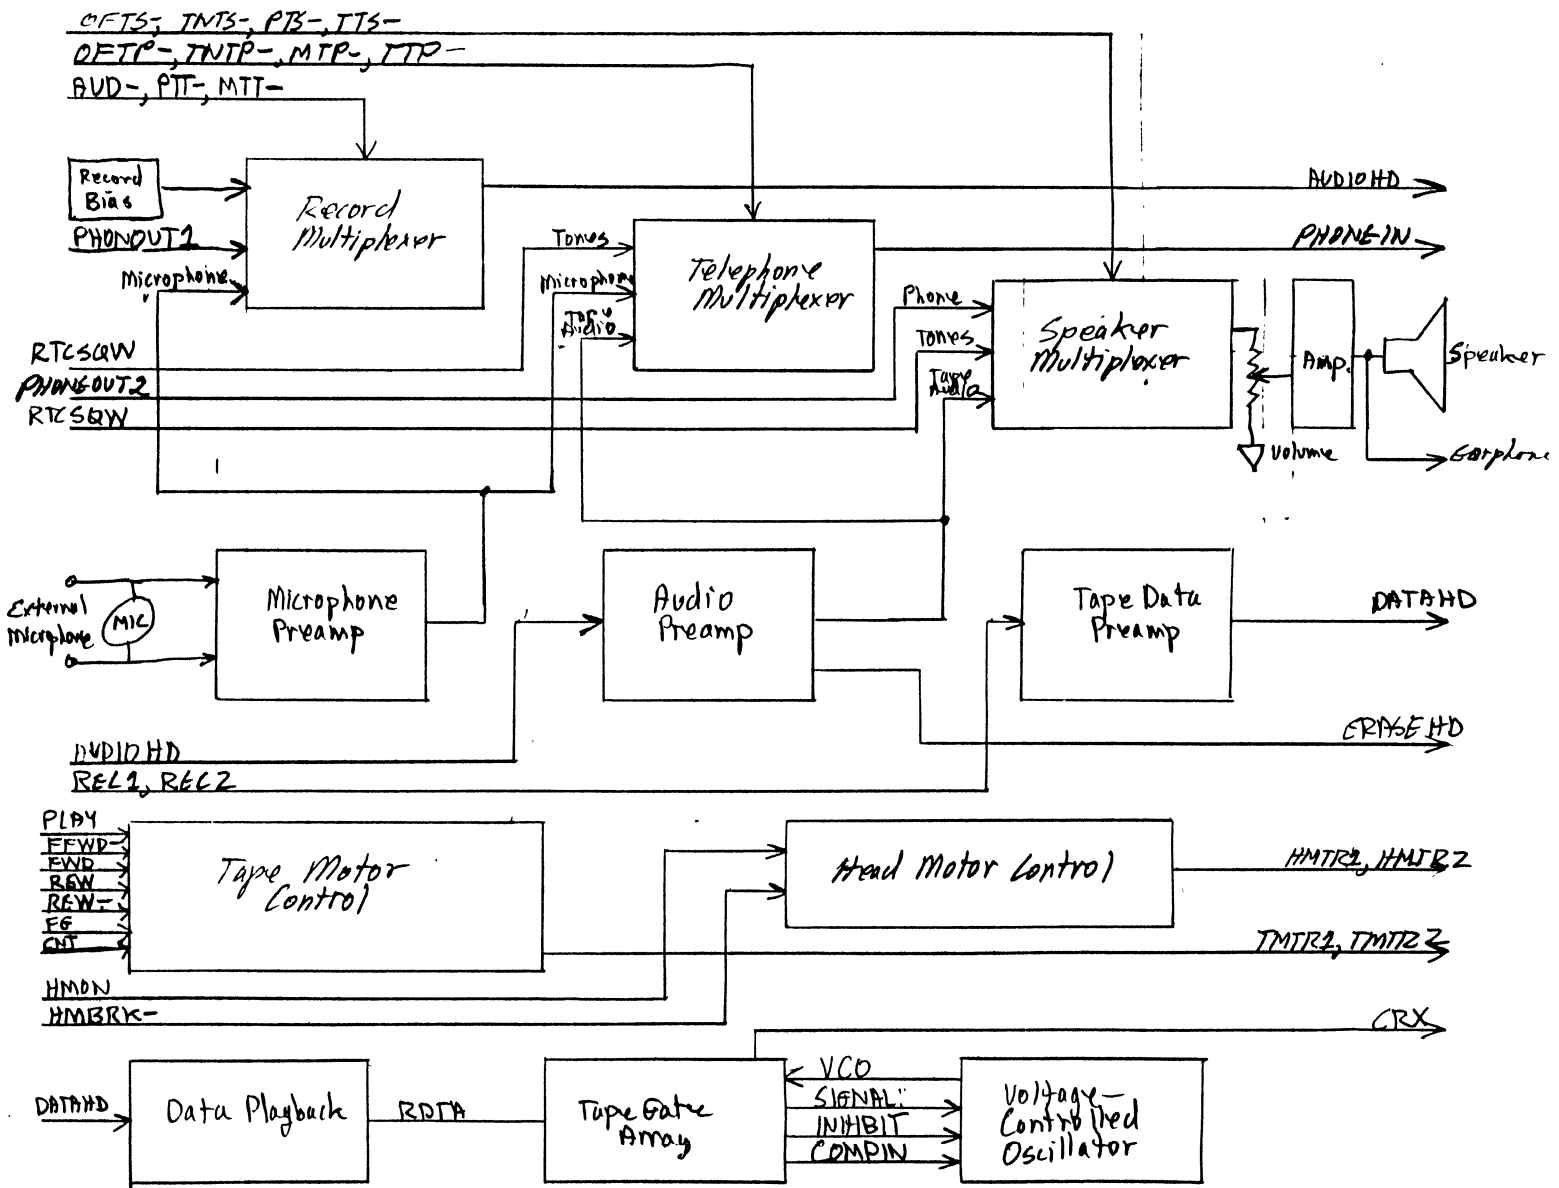 OFTS-, TNTS-, PTS-, TTS-
OFTP-, TNTP-, MTP-, TTP-
AUD-, PTT-, MTT-
Record
Bias
Record
Multiplexer
AUDIOHD
PHONOUT1
Microphone
Tones
Microphone
Tape
Audio
Telephone
Multiplexer
PHONEIN
Phone
Tones
Tape
Audio
Speaker
Multiplexer
Amp.
Speaker
RTCSQW
PHONEOUT2
RTCSQW
Volume
Earphone
External
Microphone
MIC
Microphone
Preamp
Audio
Preamp
Tape Data
Preamp
DATAHD
ERASEHD
AUDIOHD
REC1, REC2
PLAY
FFWD-
FWD
REW
REW-
FG
CNT
Tape Motor
Control
Head Motor Control
HMTR1, HMTR2
TMTR1, TMTR2
HMON
HMBRK-
CRX
DATAHD
Data Playback
RDTA
Tape Gate
Array
VCO
SIGNAL
INHIBIT
COMPIN
Voltage-
Controlled
Oscillator